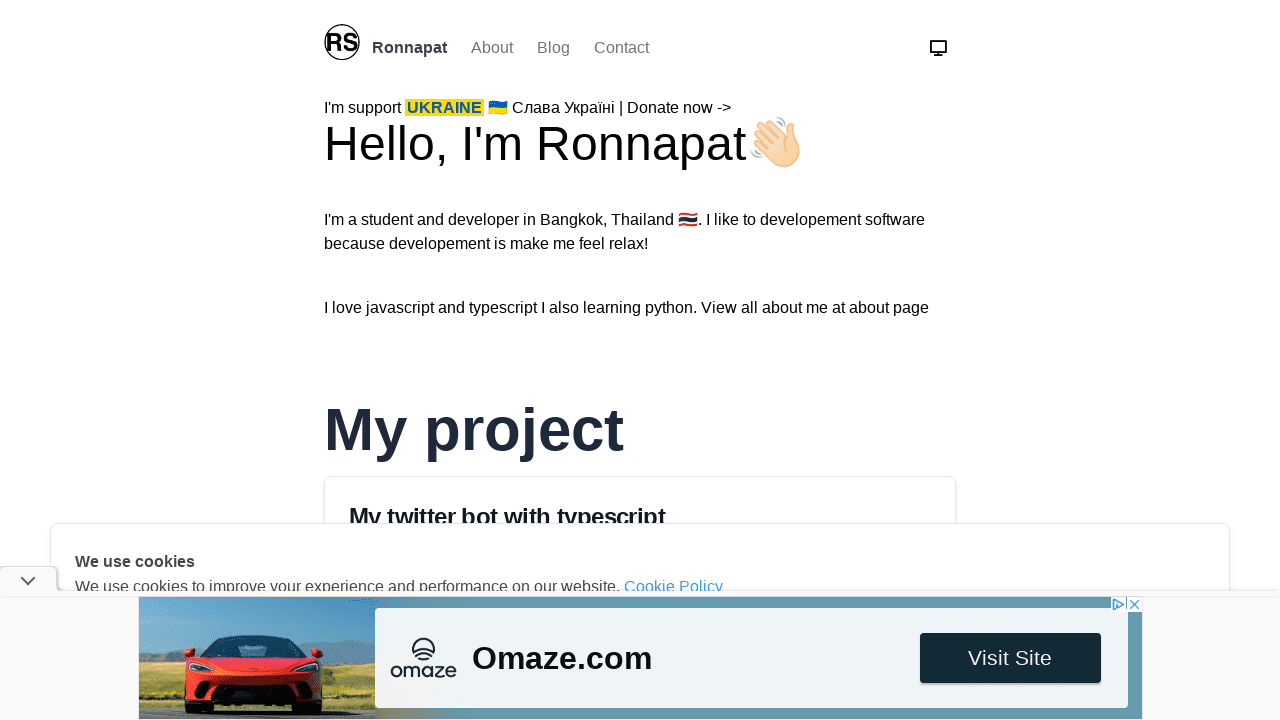 RS
Ronnapat About Blog Contact
I'm support UKRAINE 🇺🇦 Слава Україні | Donate now ->
Hello, I'm Ronnapat👋🏻
I'm a student and developer in Bangkok, Thailand 🇹🇭. I like to developement software
because developement is make me feel relax!
I love javascript and typescript I also learning python. View all about me at about page
My project
My twitter bot with typescript
We use cookies
We use cookies to improve your experience and performance on our website. Cookie Policy
omaze
Omaze.com
Visit Site